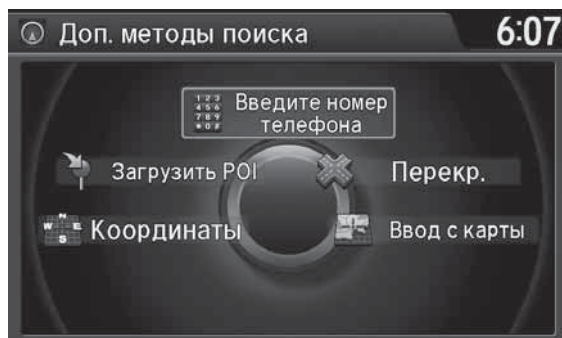 Доп. методы поиска 6:07
Введите номер
телефона
Загрузить POI Перекр.
Координаты Ввод с карты